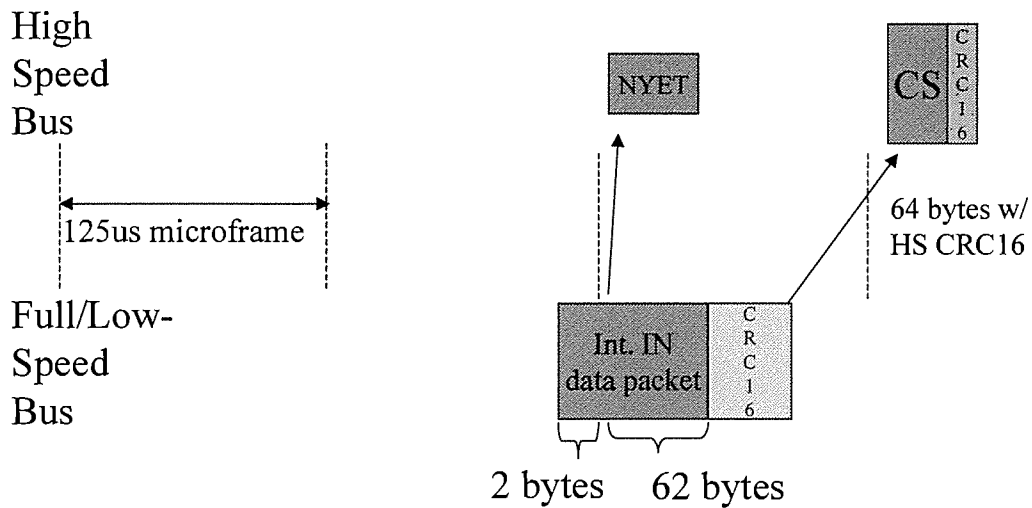 High
Speed
Bus
NYET
CS
CRC16
125us microframe
64 bytes w/
HS CRC16
Full/Low-
Speed
Bus
Int. IN
data packet
CRC16
2 bytes
62 bytes